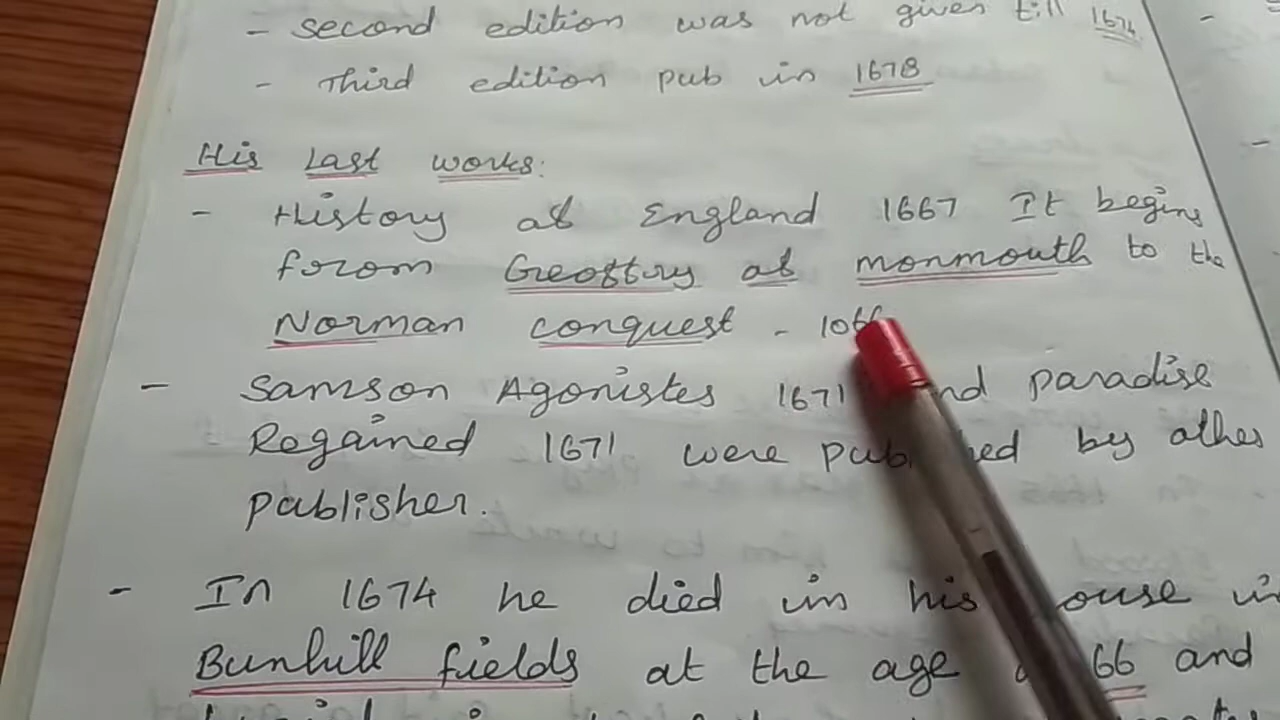 - second edition was not given till 1674
- Third edition pub in 1678
His Last works:
- History of England 1667 It begins
from Geoffry of monmouth to the
Norman conquest - 1066
- Samson Agonistes 1671 and paradise
Regained 1671 were published by other
publisher.
- In 1674 he died in his house in
Bunhill fields at the age of 66 and